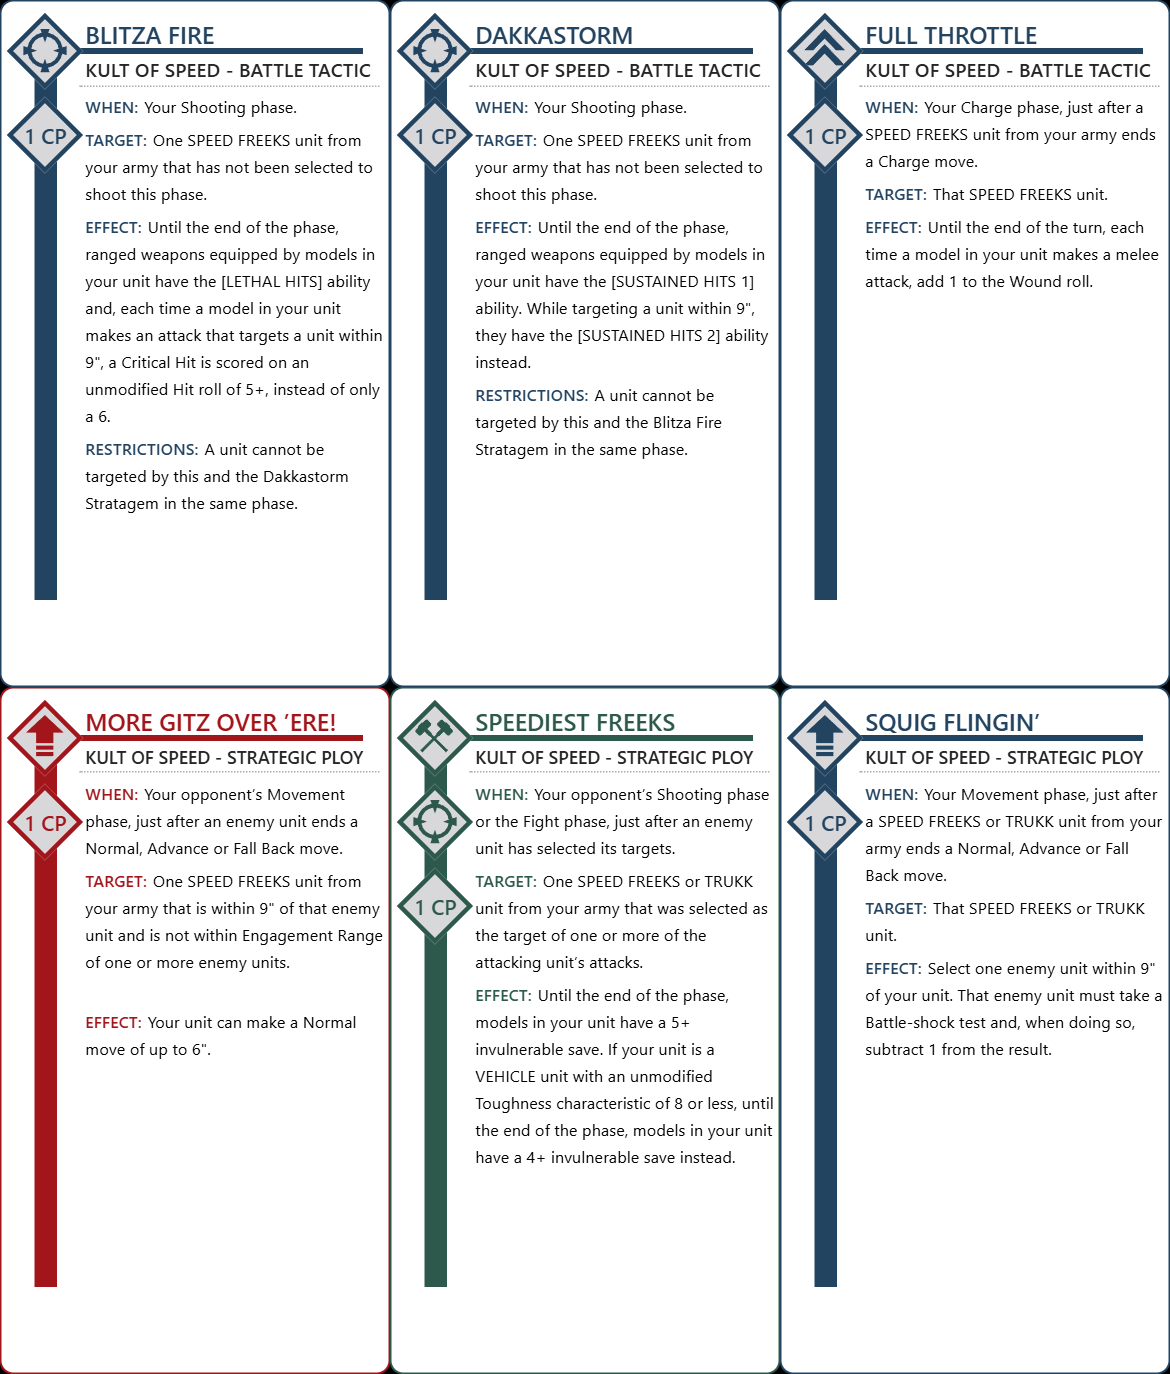 BLITZA FIRE
KULT OF SPEED - BATTLE TACTIC
1 CP
WHEN: Your Shooting phase.
TARGET: One SPEED FREEKS unit from
your army that has not been selected to
shoot this phase.
EFFECT: Until the end of the phase,
ranged weapons equipped by models in
your unit have the [LETHAL HITS] ability
and, each time a model in your unit
makes an attack that targets a unit within
9", a Critical Hit is scored on an
unmodified Hit roll of 5+, instead of only
a 6.
RESTRICTIONS: A unit cannot be
targeted by this and the Dakkastorm
Stratagem in the same phase.
DAKKASTORM
KULT OF SPEED - BATTLE TACTIC
1 CP
WHEN: Your Shooting phase.
TARGET: One SPEED FREEKS unit from
your army that has not been selected to
shoot this phase.
EFFECT: Until the end of the phase,
ranged weapons equipped by models in
your unit have the [SUSTAINED HITS 1]
ability. While targeting a unit within 9",
they have the [SUSTAINED HITS 2] ability
instead.
RESTRICTIONS: A unit cannot be
targeted by this and the Blitza Fire
Stratagem in the same phase.
FULL THROTTLE
KULT OF SPEED - BATTLE TACTIC
1 CP
WHEN: Your Charge phase, just after a
SPEED FREEKS unit from your army ends
a Charge move.
TARGET: That SPEED FREEKS unit.
EFFECT: Until the end of the turn, each
time a model in your unit makes a melee
attack, add 1 to the Wound roll.
MORE GITZ OVER ’ERE!
KULT OF SPEED - STRATEGIC PLOY
1 CP
WHEN: Your opponent’s Movement
phase, just after an enemy unit ends a
Normal, Advance or Fall Back move.
TARGET: One SPEED FREEKS unit from
your army that is within 9" of that enemy
unit and is not within Engagement Range
of one or more enemy units.
EFFECT: Your unit can make a Normal
move of up to 6".
SPEEDIEST FREEKS
KULT OF SPEED - STRATEGIC PLOY
1 CP
WHEN: Your opponent’s Shooting phase
or the Fight phase, just after an enemy
unit has selected its targets.
TARGET: One SPEED FREEKS or TRUKK
unit from your army that was selected as
the target of one or more of the
attacking unit’s attacks.
EFFECT: Until the end of the phase,
models in your unit have a 5+
invulnerable save. If your unit is a
VEHICLE unit with an unmodified
Toughness characteristic of 8 or less, until
the end of the phase, models in your unit
have a 4+ invulnerable save instead.
SQUIG FLINGIN’
KULT OF SPEED - STRATEGIC PLOY
1 CP
WHEN: Your Movement phase, just after
a SPEED FREEKS or TRUKK unit from your
army ends a Normal, Advance or Fall
Back move.
TARGET: That SPEED FREEKS or TRUKK
unit.
EFFECT: Select one enemy unit within 9"
of your unit. That enemy unit must take a
Battle-shock test and, when doing so,
subtract 1 from the result.